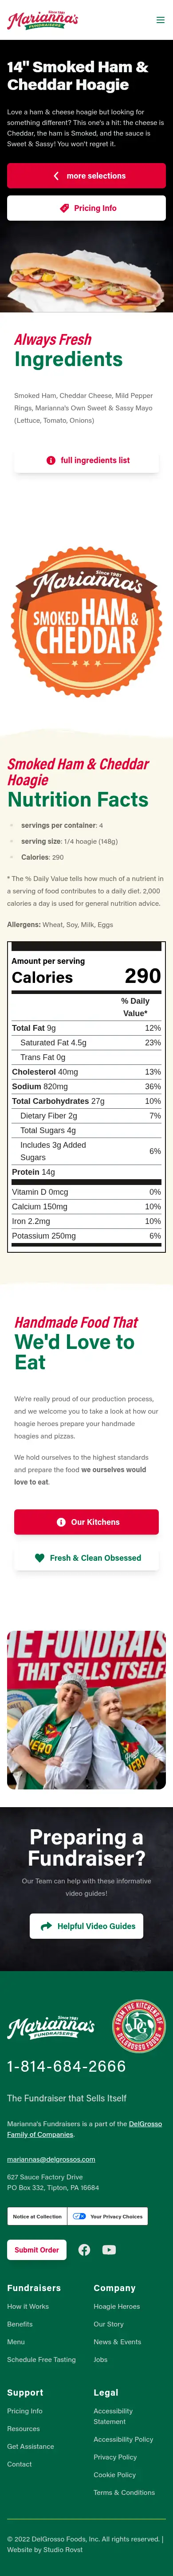 SINCE 1981
Marianna's
FUNDRAISERS
14" Smoked Ham &
Cheddar Hoagie
Love a ham & cheese hoagie but looking for
something different? This one's a hit: the cheese is
Cheddar, the ham is Smoked, and the sauce is
Sweet & Sassy! You won't regret it.
more selections
Pricing Info
Always Fresh
Ingredients
Smoked Ham, Cheddar Cheese, Mild Pepper
Rings, Marianna's Own Sweet & Sassy Mayo
(Lettuce, Tomato, Onions)
full ingredients list
Since 1981
Marianna's
SMOKED HAM
& CHEDDAR
Smoked Ham & Cheddar
Hoagie
Nutrition Facts
servings per container: 4
serving size: 1/4 hoagie (148g)
Calories: 290
* The % Daily Value tells how much of a nutrient in
a serving of food contributes to a daily diet. 2,000
calories a day is used for general nutrition advice.
Allergens: Wheat, Soy, Milk, Eggs
Amount per serving
Calories 290
% Daily
Value*
Total Fat 9g 12%
Saturated Fat 4.5g 23%
Trans Fat 0g
Cholesterol 40mg 13%
Sodium 820mg 36%
Total Carbohydrates 27g 10%
Dietary Fiber 2g 7%
Total Sugars 4g
Includes 3g Added
Sugars 6%
Protein 14g
Vitamin D 0mcg 0%
Calcium 150mg 10%
Iron 2.2mg 10%
Potassium 250mg 6%
Handmade Food That
We'd Love to
Eat
We're really proud of our production process,
and we welcome you to take a look at how our
hoagie heroes prepare your handmade
hoagies and pizzas.
We hold ourselves to the highest standards
and prepare the food we ourselves would
love to eat.
Our Kitchens
Fresh & Clean Obsessed
THE FUNDRAISER
THAT SELLS ITSELF
HERO
Preparing a
Fundraiser?
Our Team can help with these informative
video guides!
Helpful Video Guides
SINCE 1981
Marianna's
FUNDRAISERS
FROM THE KITCHENS OF
DG
DELGROSSO FOODS
1-814-684-2666
The Fundraiser that Sells Itself
Marianna's Fundraisers is a part of the DelGrosso
Family of Companies.
mariannas@delgrossos.com
627 Sauce Factory Drive
PO Box 332, Tipton, PA 16684
Notice at Collection
Your Privacy Choices
Submit Order
Fundraisers
How it Works
Benefits
Menu
Schedule Free Tasting
Company
Hoagie Heroes
Our Story
News & Events
Jobs
Support
Pricing Info
Resources
Get Assistance
Contact
Legal
Accessibility
Statement
Accessibility Policy
Privacy Policy
Cookie Policy
Terms & Conditions
© 2022 DelGrosso Foods, Inc. All rights reserved. |
Website by Studio Rovst